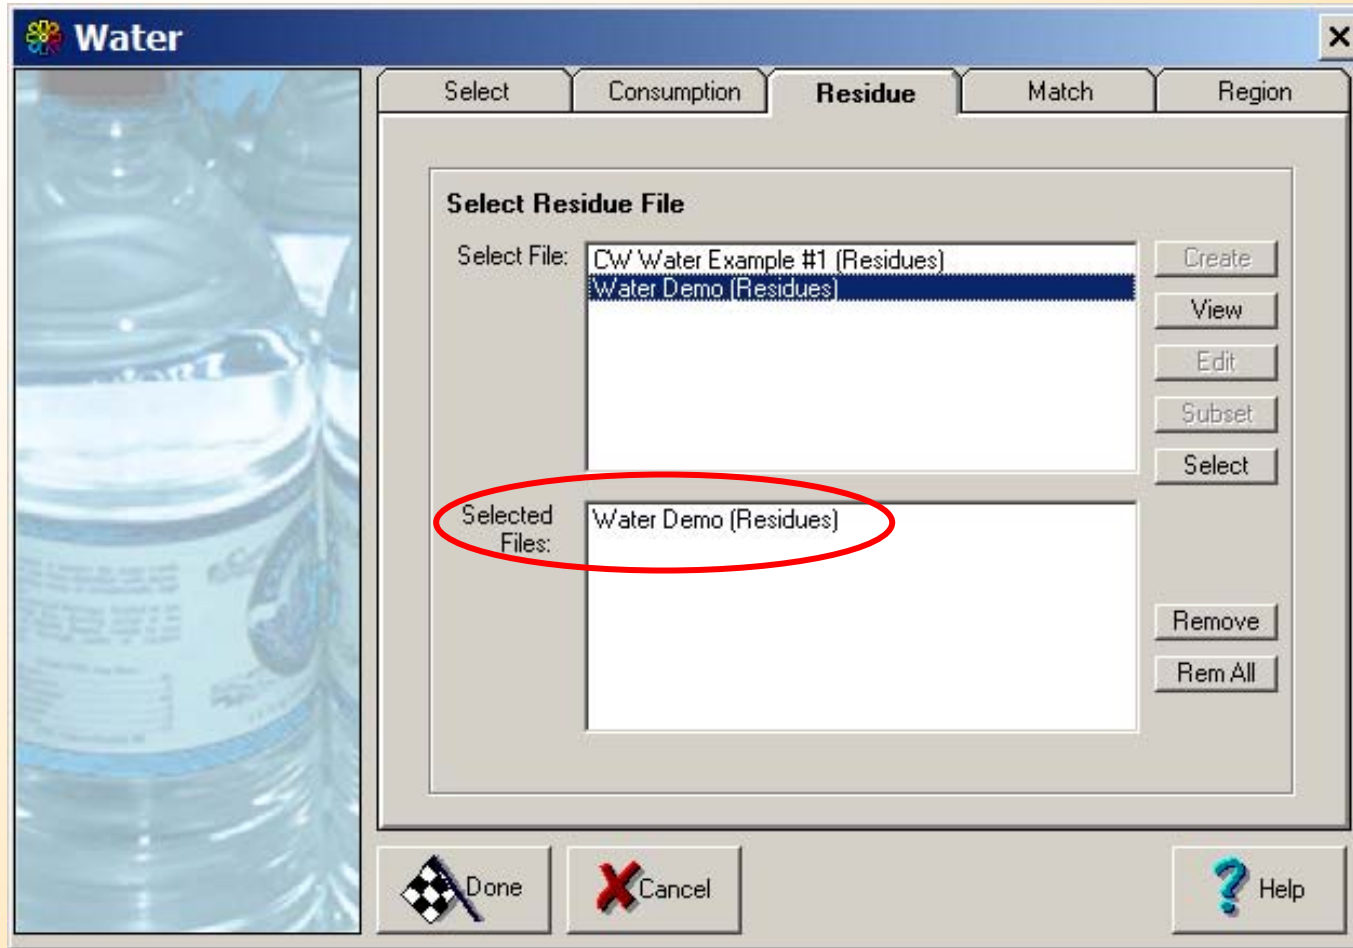 Water
Select
Consumption
Residue
Match
Region
Select Residue File
Select File:
CW Water Example #1 (Residues)
Water Demo (Residues)
Create
View
Edit
Subset
Select
Selected
Files:
Water Demo (Residues)
Remove
Rem All
Done
Cancel
Help